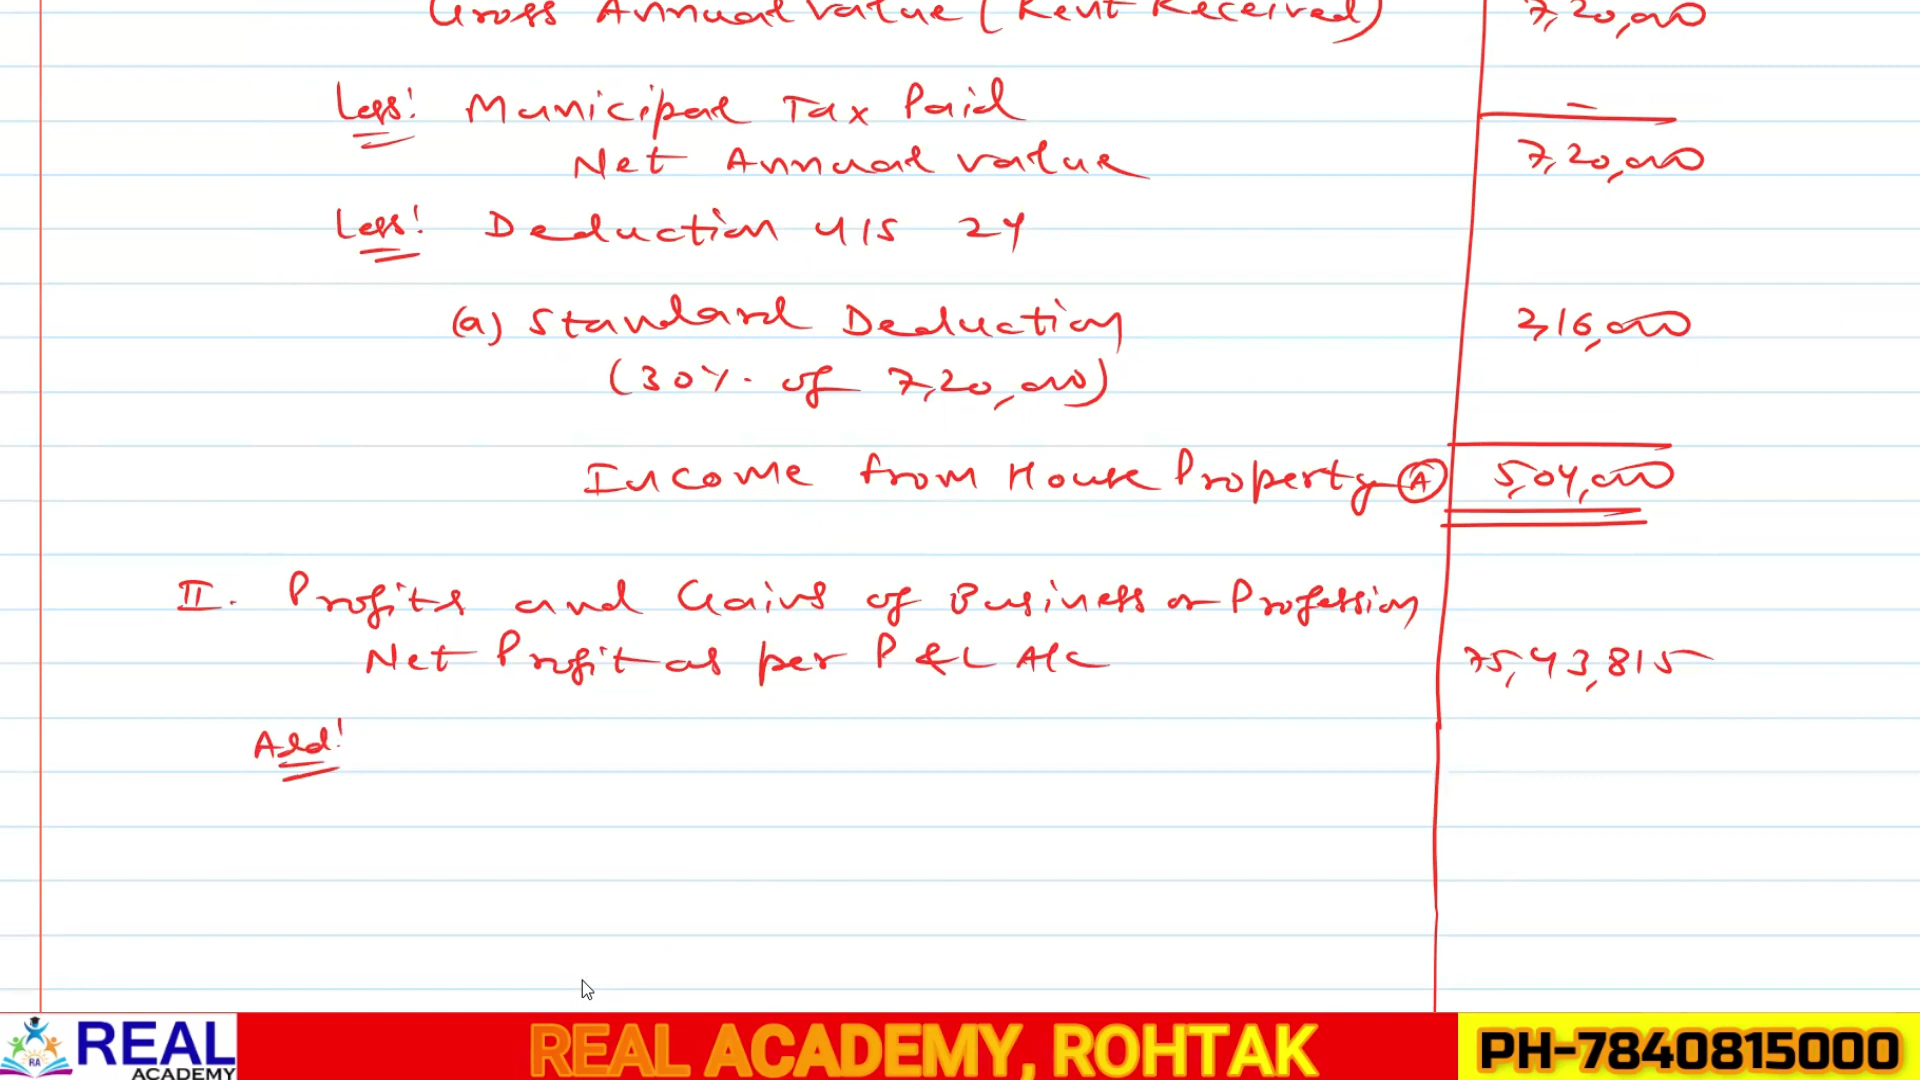 Gross Annual Value (Rent Received) 7,20,000
Less: Municipal Tax Paid —
Net Annual Value 7,20,000
Less: Deduction U/S 24
(a) Standard Deduction 2,16,000
(30% of 7,20,000)
Income from House Property (A) 5,04,000
II. Profits and Gains of Business or Profession
Net Profit as per P & L A/C 75,43,815
Add:
RA
REAL
ACADEMY
REAL ACADEMY, ROHTAK
PH-7840815000